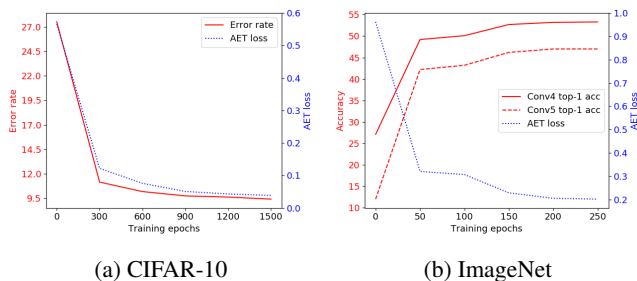 27.5
24.5
22.0
19.5
17.0
14.5
12.0
9.5
Error rate
0 300 600 900 1200 1500
Training epochs
0.6
0.5
0.4
0.3
0.2
0.1
0.0
AET loss
Error rate
AET loss
(a) CIFAR-10
55
50
45
40
35
30
25
20
15
10
Accuracy
0 50 100 150 200 250
Training epochs
1.0
0.9
0.8
0.7
0.6
0.5
0.4
0.3
0.2
AET loss
Conv4 top-1 acc
Conv5 top-1 acc
AET loss
(b) ImageNet